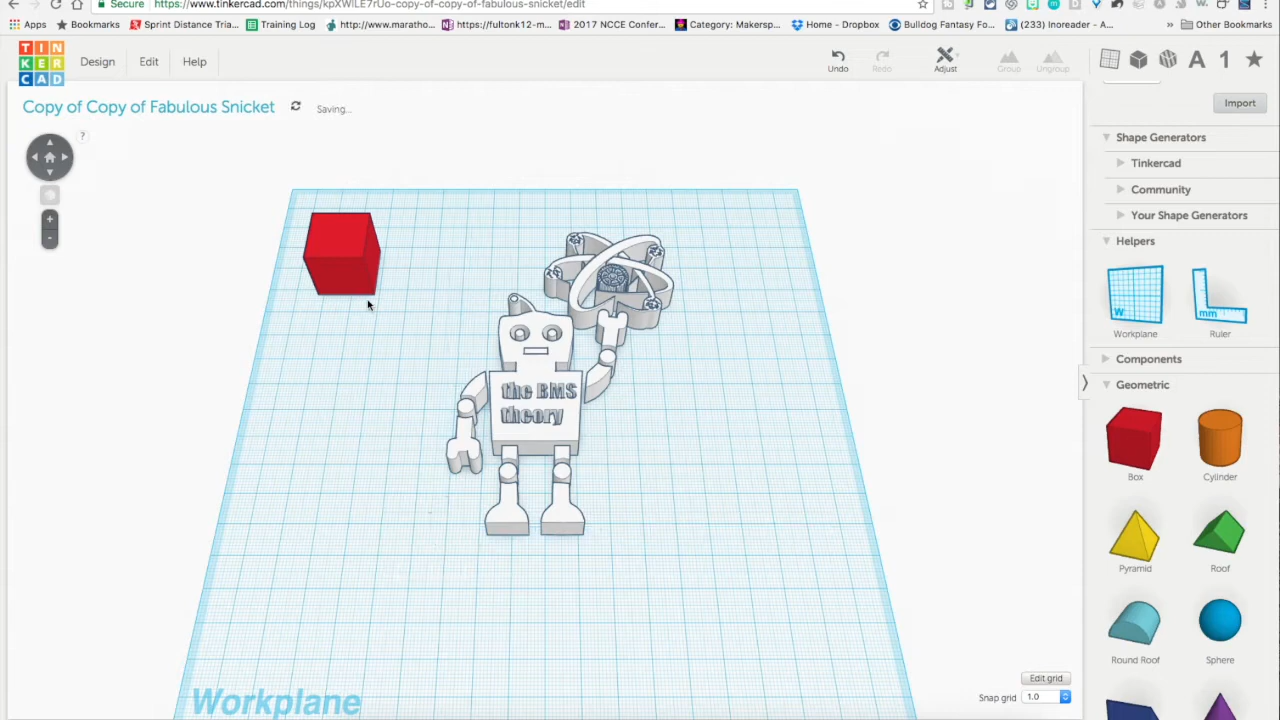 Secure https://www.tinkercad.com/things/kpXWlLE7rUo-copy-of-copy-of-fabulous-snicket/edit
Apps Bookmarks Sprint Distance Tria... Training Log http://www.maratho... https://fultonk12-m... 2017 NCCE Confer... Category: Makersp... Home - Dropbox Bulldog Fantasy Fo... (233) Inoreader - A... Other Bookmarks
TIN
KER
CAD
Design Edit Help
Undo Redo Adjust Group Ungroup
Copy of Copy of Fabulous Snicket Saving...
?
Import
Shape Generators
Tinkercad
Community
Your Shape Generators
Helpers
W
mm
Workplane Ruler
Components
Geometric
Box Cylinder
Pyramid Roof
Round Roof Sphere
the BMS
theory
Edit grid
Snap grid 1.0
Workplane